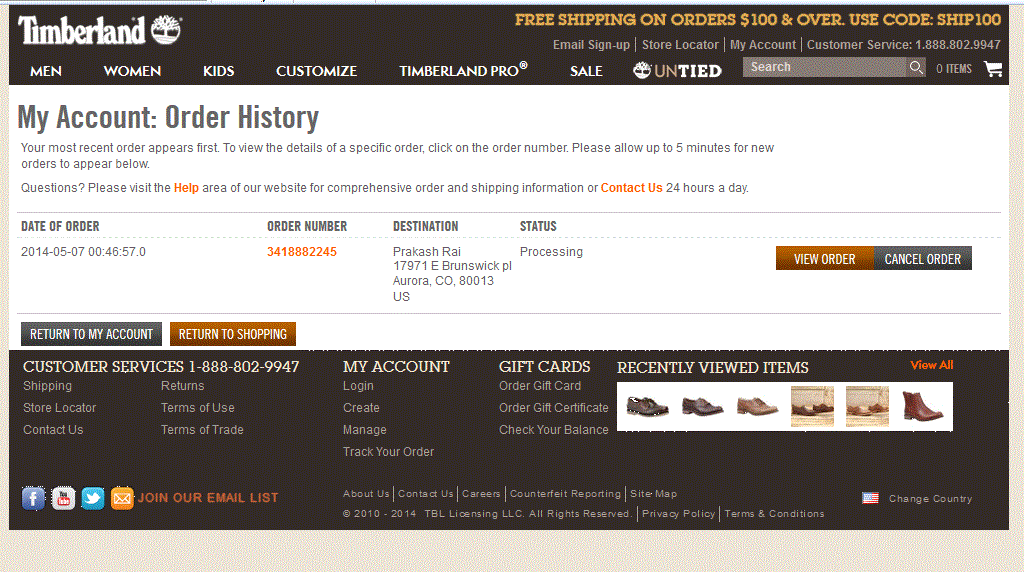 Timberland
FREE SHIPPING ON ORDERS $100 & OVER. USE CODE: SHIP100
Email Sign-up | Store Locator | My Account | Customer Service: 1.888.802.9947
MEN WOMEN KIDS CUSTOMIZE TIMBERLAND PRO® SALE UNTIED Search 0 ITEMS
My Account: Order History
Your most recent order appears first. To view the details of a specific order, click on the order number. Please allow up to 5 minutes for new
orders to appear below.
Questions? Please visit the Help area of our website for comprehensive order and shipping information or Contact Us 24 hours a day.
DATE OF ORDER ORDER NUMBER DESTINATION STATUS
2014-05-07 00:46:57.0 3418882245 Prakash Rai Processing
17971 E Brunswick pl
Aurora, CO, 80013
US
VIEW ORDER CANCEL ORDER
RETURN TO MY ACCOUNT RETURN TO SHOPPING
CUSTOMER SERVICES 1-888-802-9947 MY ACCOUNT GIFT CARDS RECENTLY VIEWED ITEMS View All
Shipping Returns Login Order Gift Card
Store Locator Terms of Use Create Order Gift Certificate
Contact Us Terms of Trade Manage Check Your Balance
Track Your Order
f You Tube JOIN OUR EMAIL LIST
About Us | Contact Us | Careers | Counterfeit Reporting | Site Map
Change Country
© 2010 - 2014 TBL Licensing LLC. All Rights Reserved. | Privacy Policy | Terms & Conditions